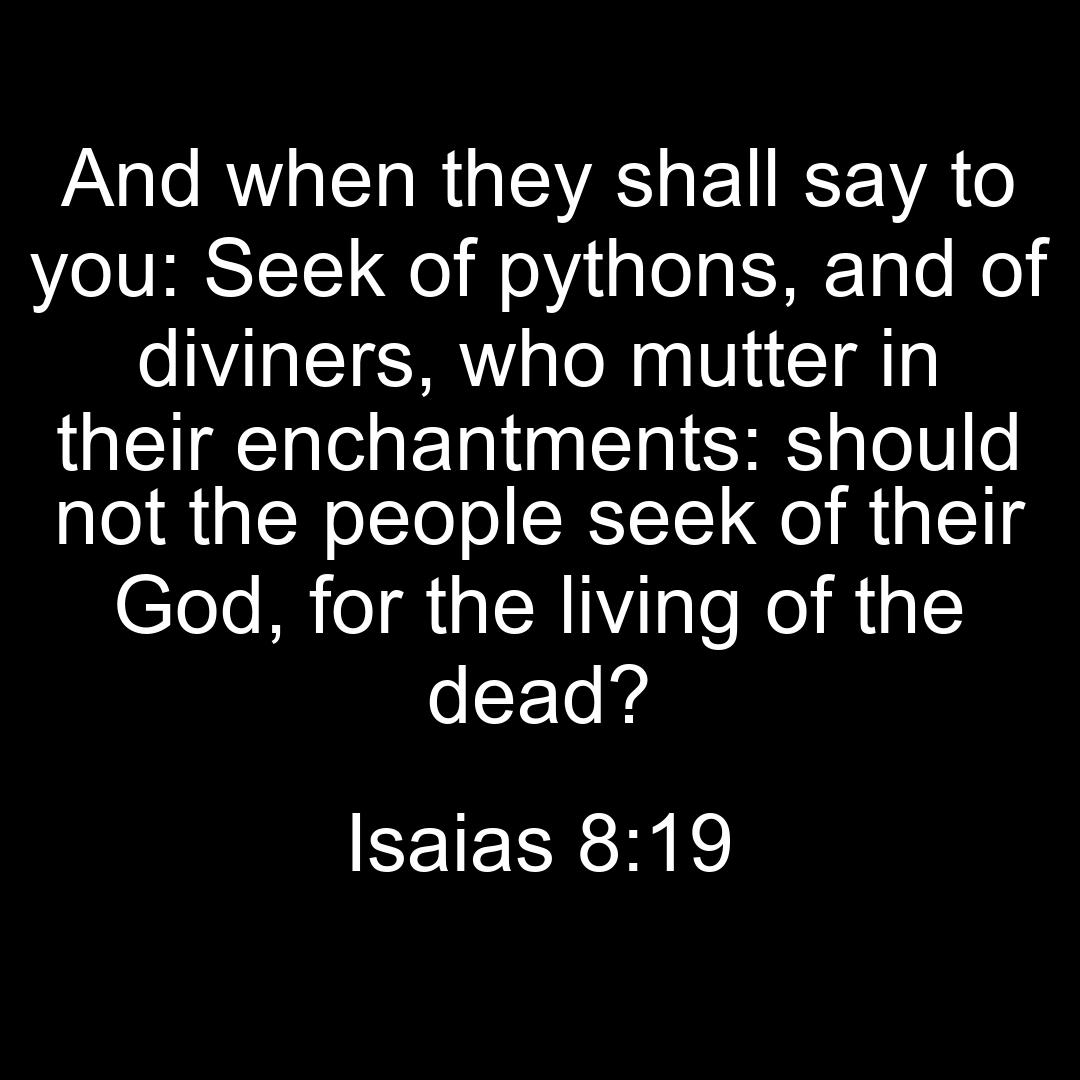 And when they shall say to
you: Seek of pythons, and of
diviners, who mutter in
their enchantments: should
not the people seek of their
God, for the living of the
dead?
Isaias 8:19